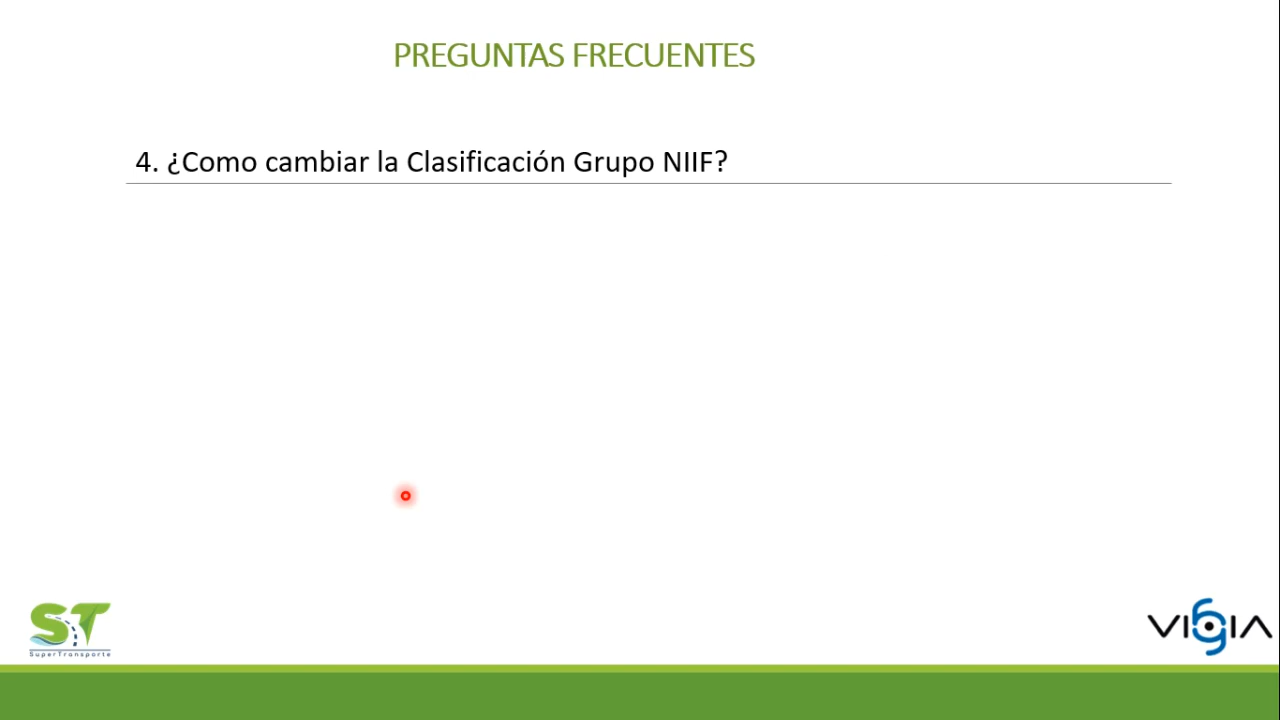 PREGUNTAS FRECUENTES
4. ¿Como cambiar la Clasificación Grupo NIIF?
ST
SuperTransporte
VIGIA